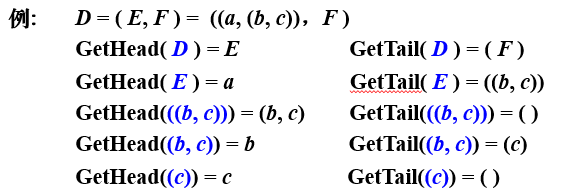 例: D = ( E, F ) = ((a, (b, c)), F )
GetHead( D ) = E GetTail( D ) = ( F )
GetHead( E ) = a GetTail( E ) = ((b, c))
GetHead(((b, c))) = (b, c) GetTail(((b, c))) = ( )
GetHead((b, c)) = b GetTail((b, c)) = (c)
GetHead((c)) = c GetTail((c)) = ( )